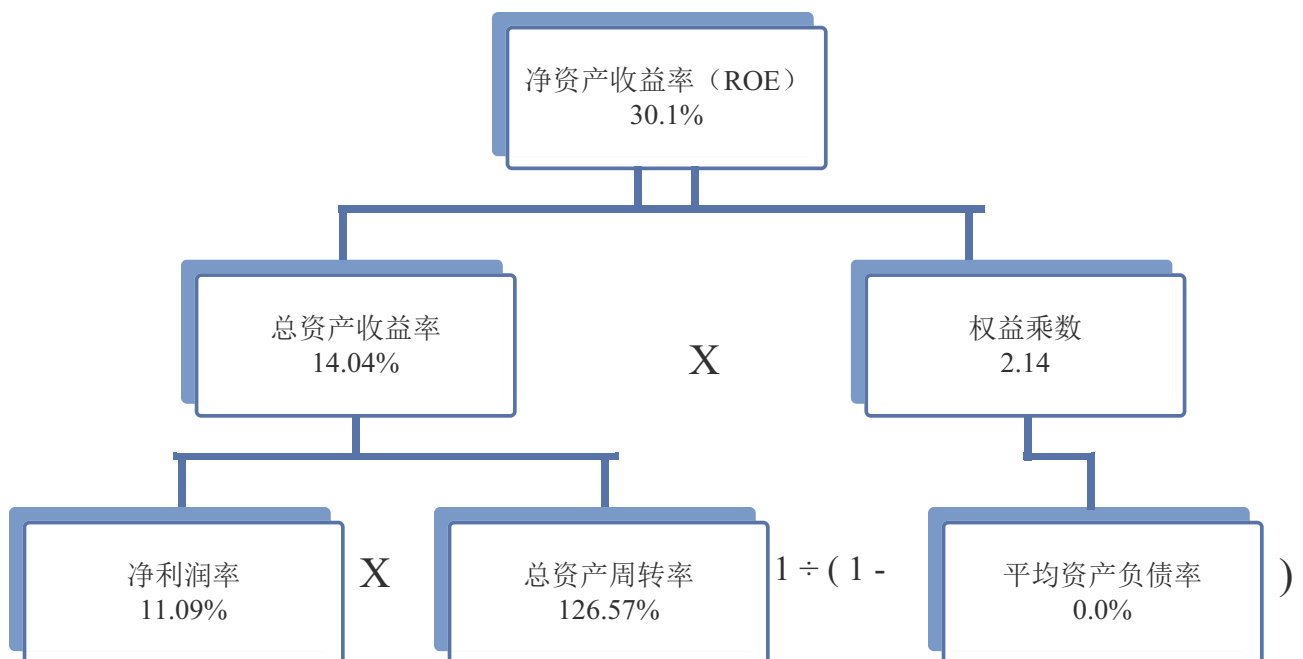 净资产收益率（ROE）
30.1%
总资产收益率
14.04%
X
权益乘数
2.14
净利润率
11.09%
X
总资产周转率
126.57%
1 ÷ ( 1 -
平均资产负债率
0.0%
)